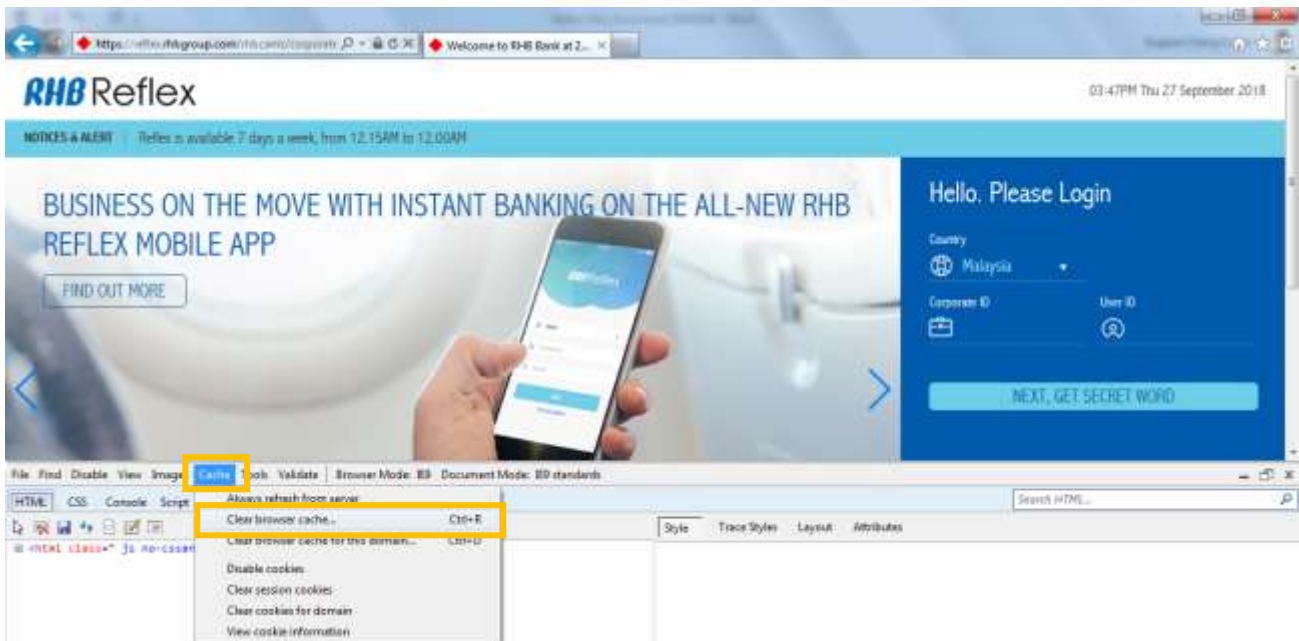 Welcome to RHB Bank at 2...
RHB Reflex
03:47PM Thu 27 September 2018
NOTICES & ALERT Reflex is available 7 days a week, from 12.15AM to 12.00AM
BUSINESS ON THE MOVE WITH INSTANT BANKING ON THE ALL-NEW RHB
REFLEX MOBILE APP
FIND OUT MORE
Hello. Please Login
Country
Malaysia
Corporate ID User ID
NEXT, GET SECRET WORD
File Find Disable View Images Cache Tools Validate Browser Mode: IE9 Document Mode: IE9 standards
HTML CSS Console Script
Search HTML...
Always refresh from server
Clear browser cache... Ctrl+R
Clear browser cache for this domain... Ctrl+D
Disable cookies
Clear session cookies
Clear cookies for domain
View cookie information
Style Trace Styles Layout Attributes
<html class=" js no-cssan